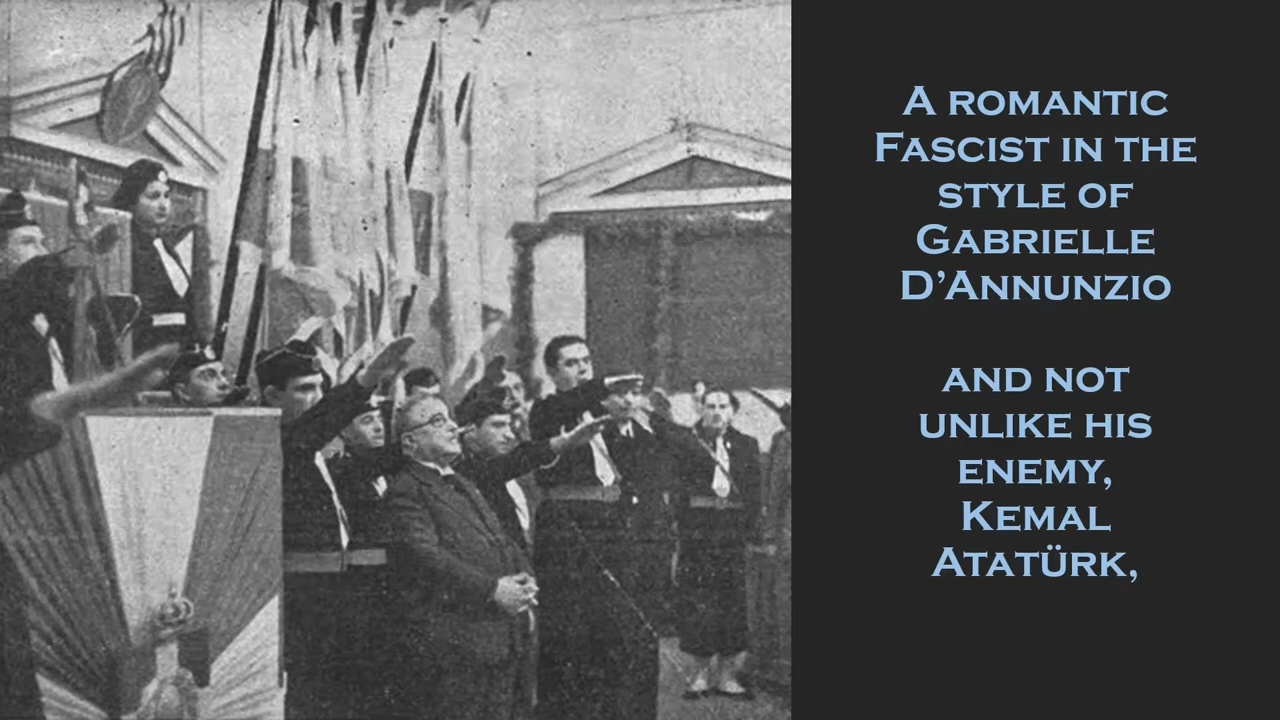 A romantic
Fascist in the
style of
Gabrielle
D’Annunzio
and not
unlike his
enemy,
Kemal
Atatürk,